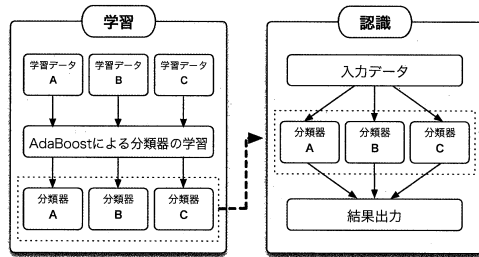 学習
学習データ
A
学習データ
B
学習データ
C
AdaBoostによる分類器の学習
分類器
A
分類器
B
分類器
C
認識
入力データ
分類器
A
分類器
B
分類器
C
結果出力